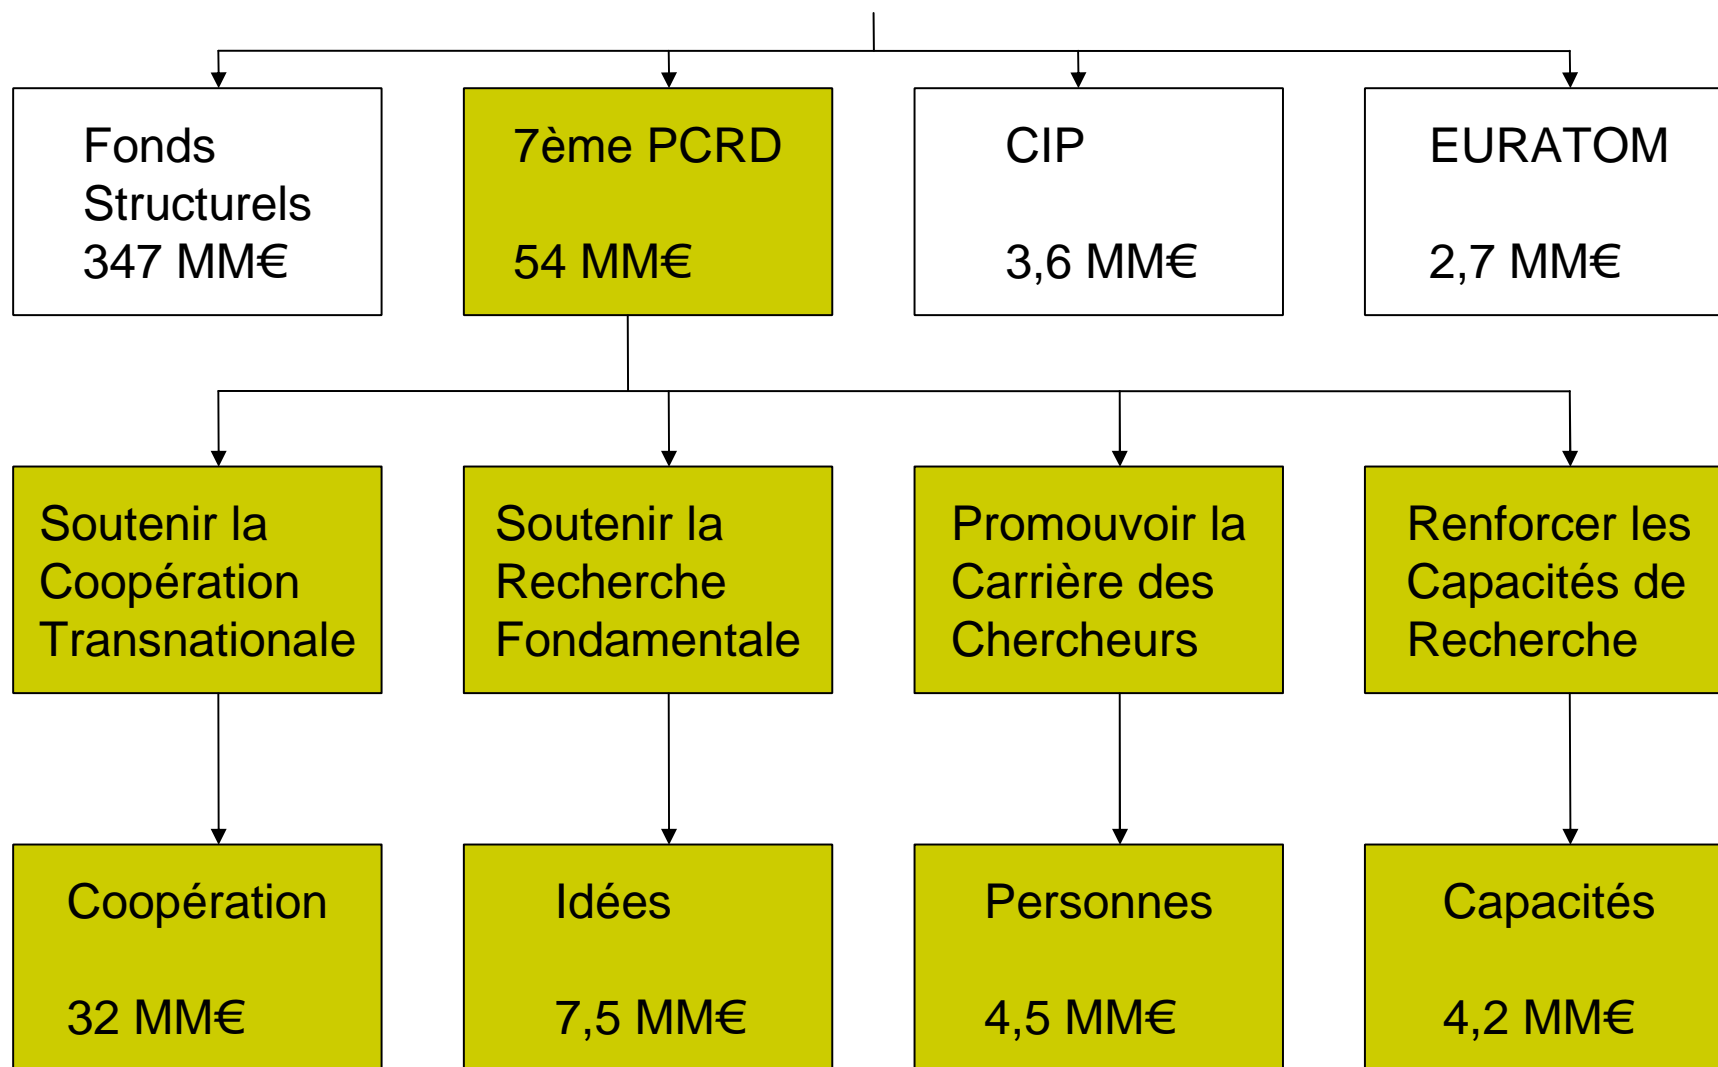 Fonds
Structurels
347 MM€
7ème PCRD
54 MM€
CIP
3,6 MM€
EURATOM
2,7 MM€
Soutenir la
Coopération
Transnationale
Soutenir la
Recherche
Fondamentale
Promouvoir la
Carrière des
Chercheurs
Renforcer les
Capacités de
Recherche
Coopération
32 MM€
Idées
7,5 MM€
Personnes
4,5 MM€
Capacités
4,2 MM€